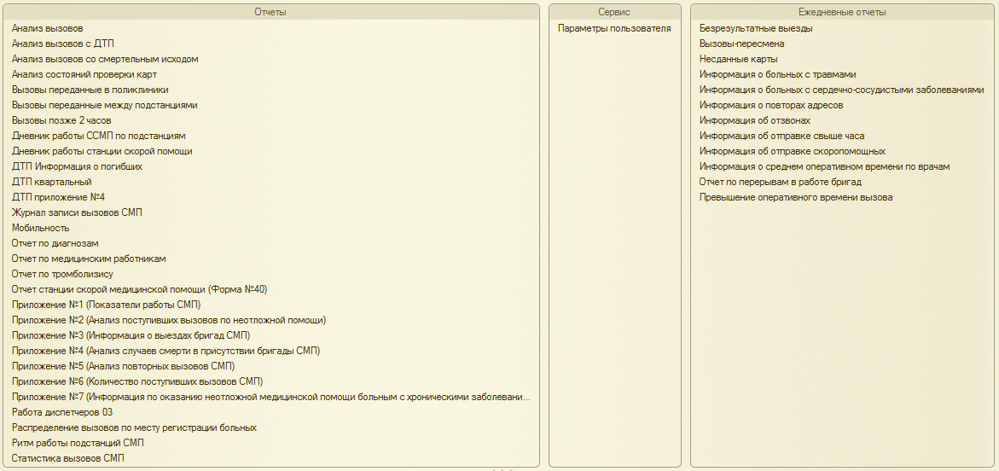 Отчеты
Анализ вызовов
Анализ вызовов с ДТП
Анализ вызовов со смертельным исходом
Анализ состояний проверки карт
Вызовы переданные в поликлиники
Вызовы переданные между подстанциями
Вызовы позже 2 часов
Дневник работы ССМП по подстанциям
Дневник работы станции скорой помощи
ДТП Информация о погибших
ДТП квартальный
ДТП приложение №4
Журнал записи вызовов СМП
Мобильность
Отчет по диагнозам
Отчет по медицинским работникам
Отчет по тромболизису
Отчет станции скорой медицинской помощи (Форма №40)
Приложение №1 (Показатели работы СМП)
Приложение №2 (Анализ поступивших вызовов по неотложной помощи)
Приложение №3 (Информация о выездах бригад СМП)
Приложение №4 (Анализ случаев смерти в присутствии бригады СМП)
Приложение №5 (Анализ повторных вызовов СМП)
Приложение №6 (Количество поступивших вызовов СМП)
Приложение №7 (Информация по оказанию неотложной медицинской помощи больным с хроническими заболевани...
Работа диспетчеров 03
Распределение вызовов по месту регистрации больных
Ритм работы подстанций СМП
Статистика вызовов СМП
Сервис
Параметры пользователя
Ежедневные отчеты
Безрезультатные выезды
Вызовы-пересмена
Несданные карты
Информация о больных с травмами
Информация о больных с сердечно-сосудистыми заболеваниями
Информация о повторах адресов
Информация об отзвонах
Информация об отправке свыше часа
Информация об отправке скоропомощных
Информация о среднем оперативном времени по врачам
Отчет по перерывам в работе бригад
Превышение оперативного времени вызова